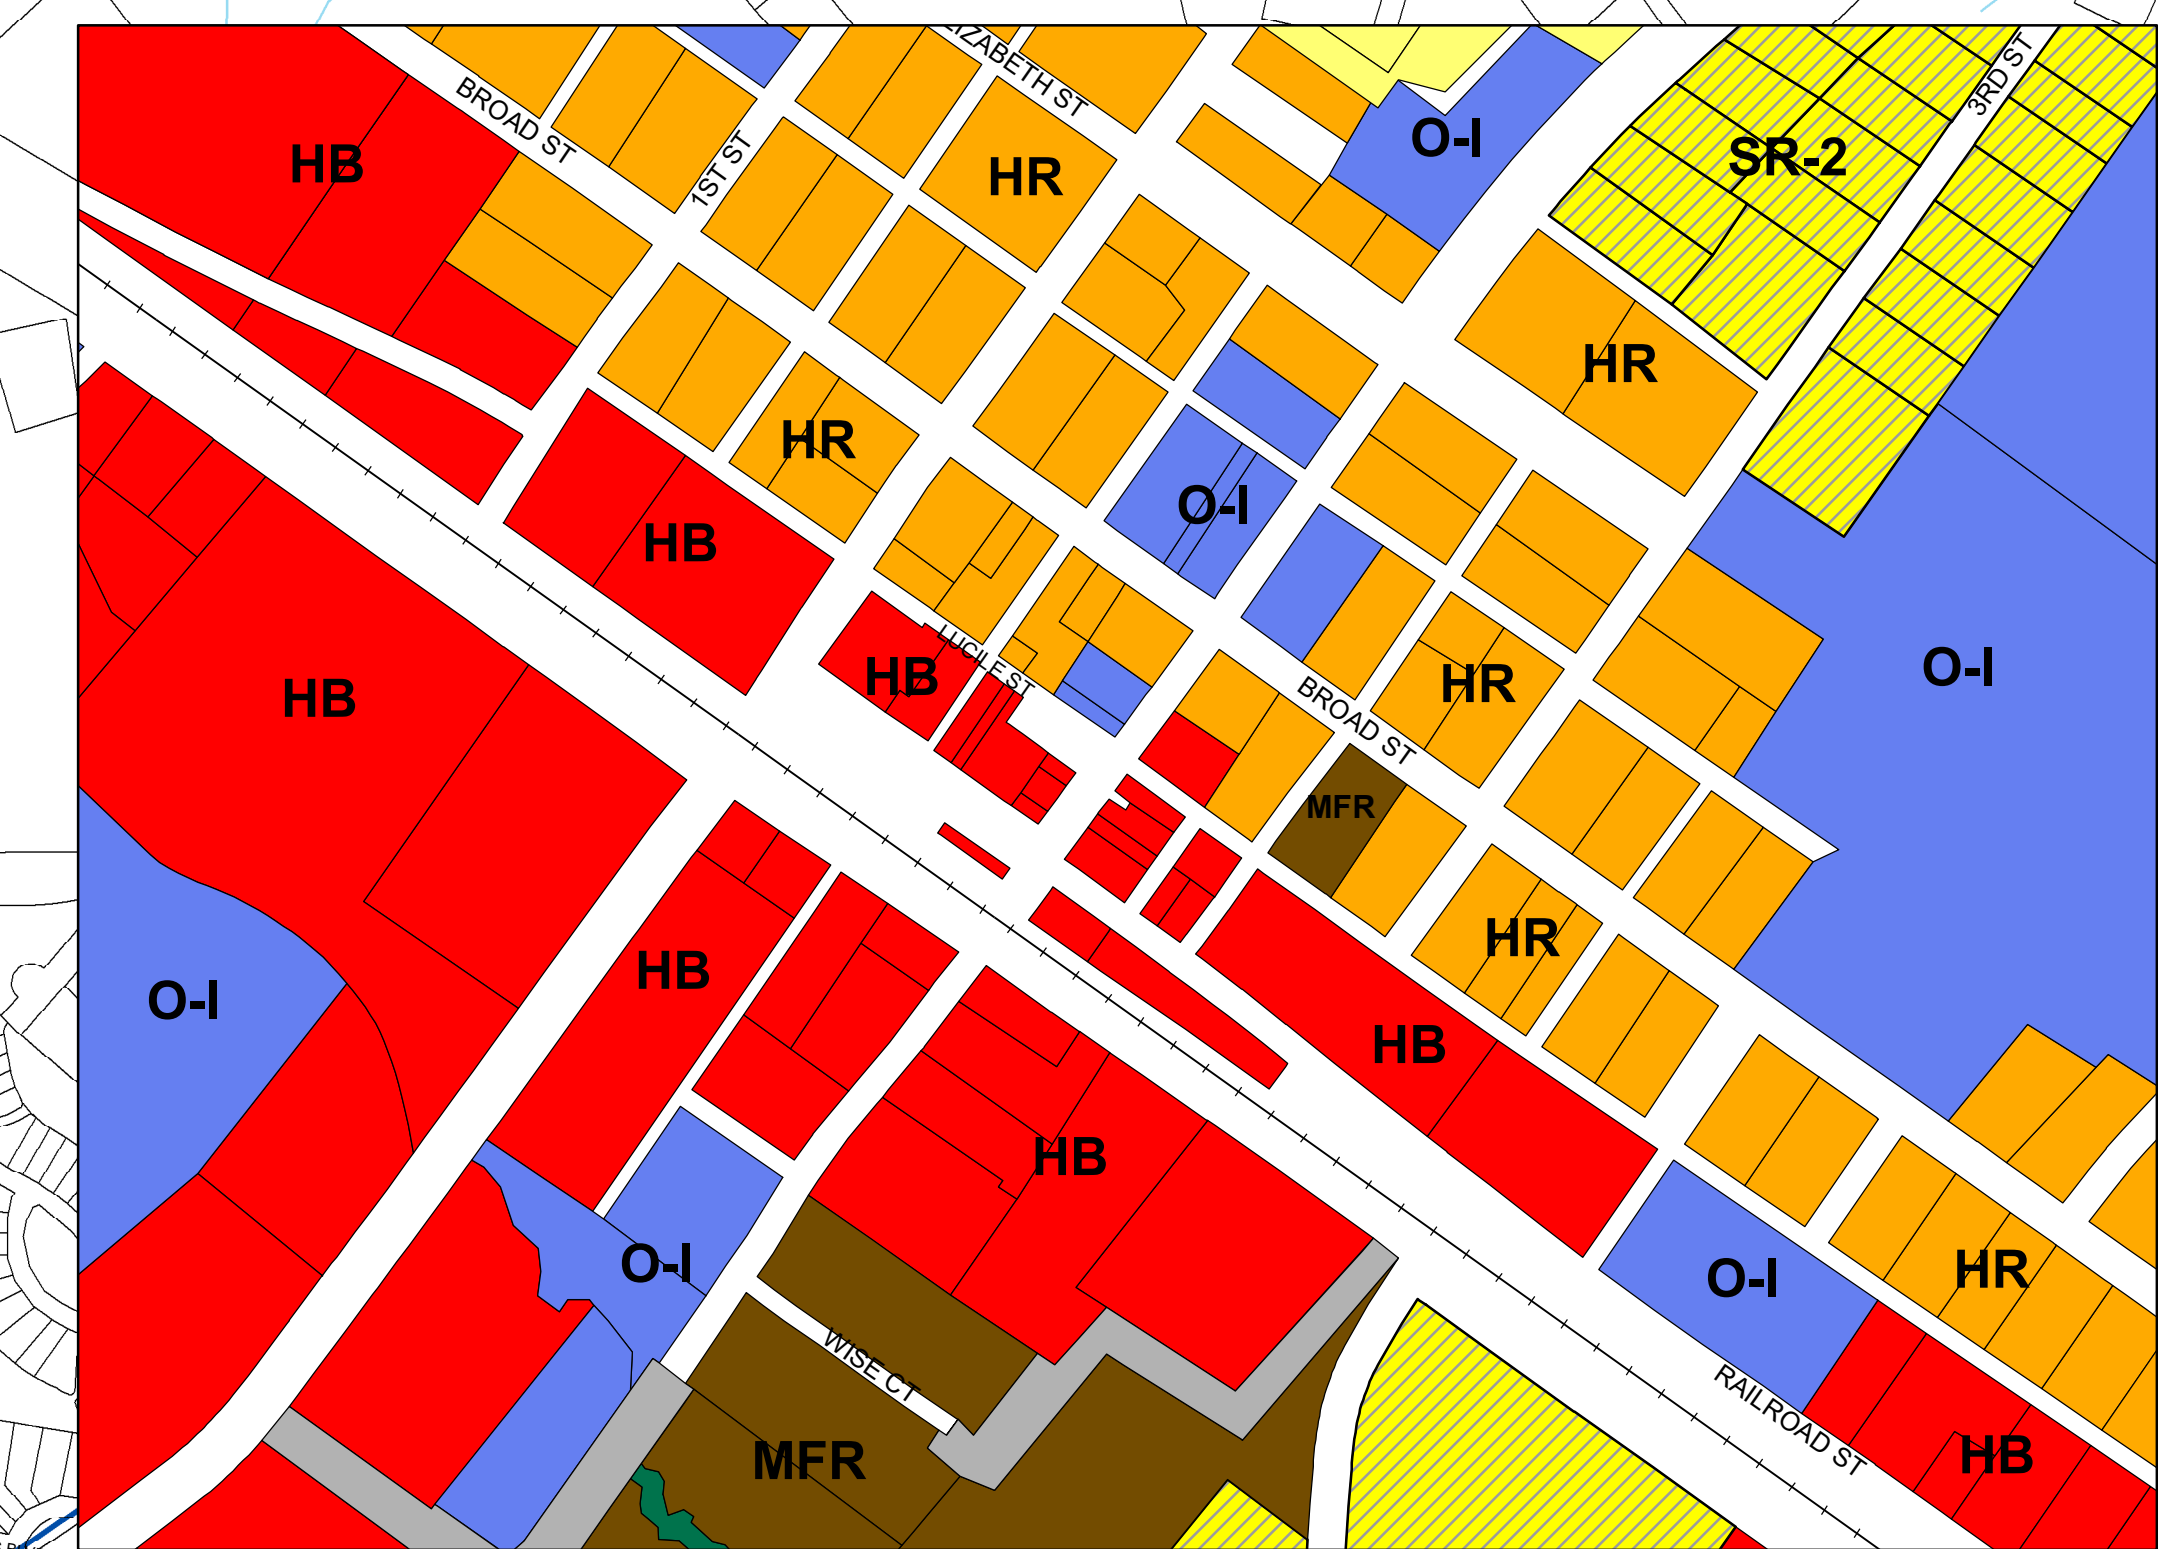 LIZABETH ST
3RD ST
BROAD ST
O-I
HB
1ST ST
HR
SR-2
HR
HR
O-I
HB
HB
LUCILE ST
HB
O-I
HR
BROAD ST
MFR
HR
HB
O-I
HB
HB
O-I
O-I
HR
WISE CT
RAILROAD ST
MFR
HB